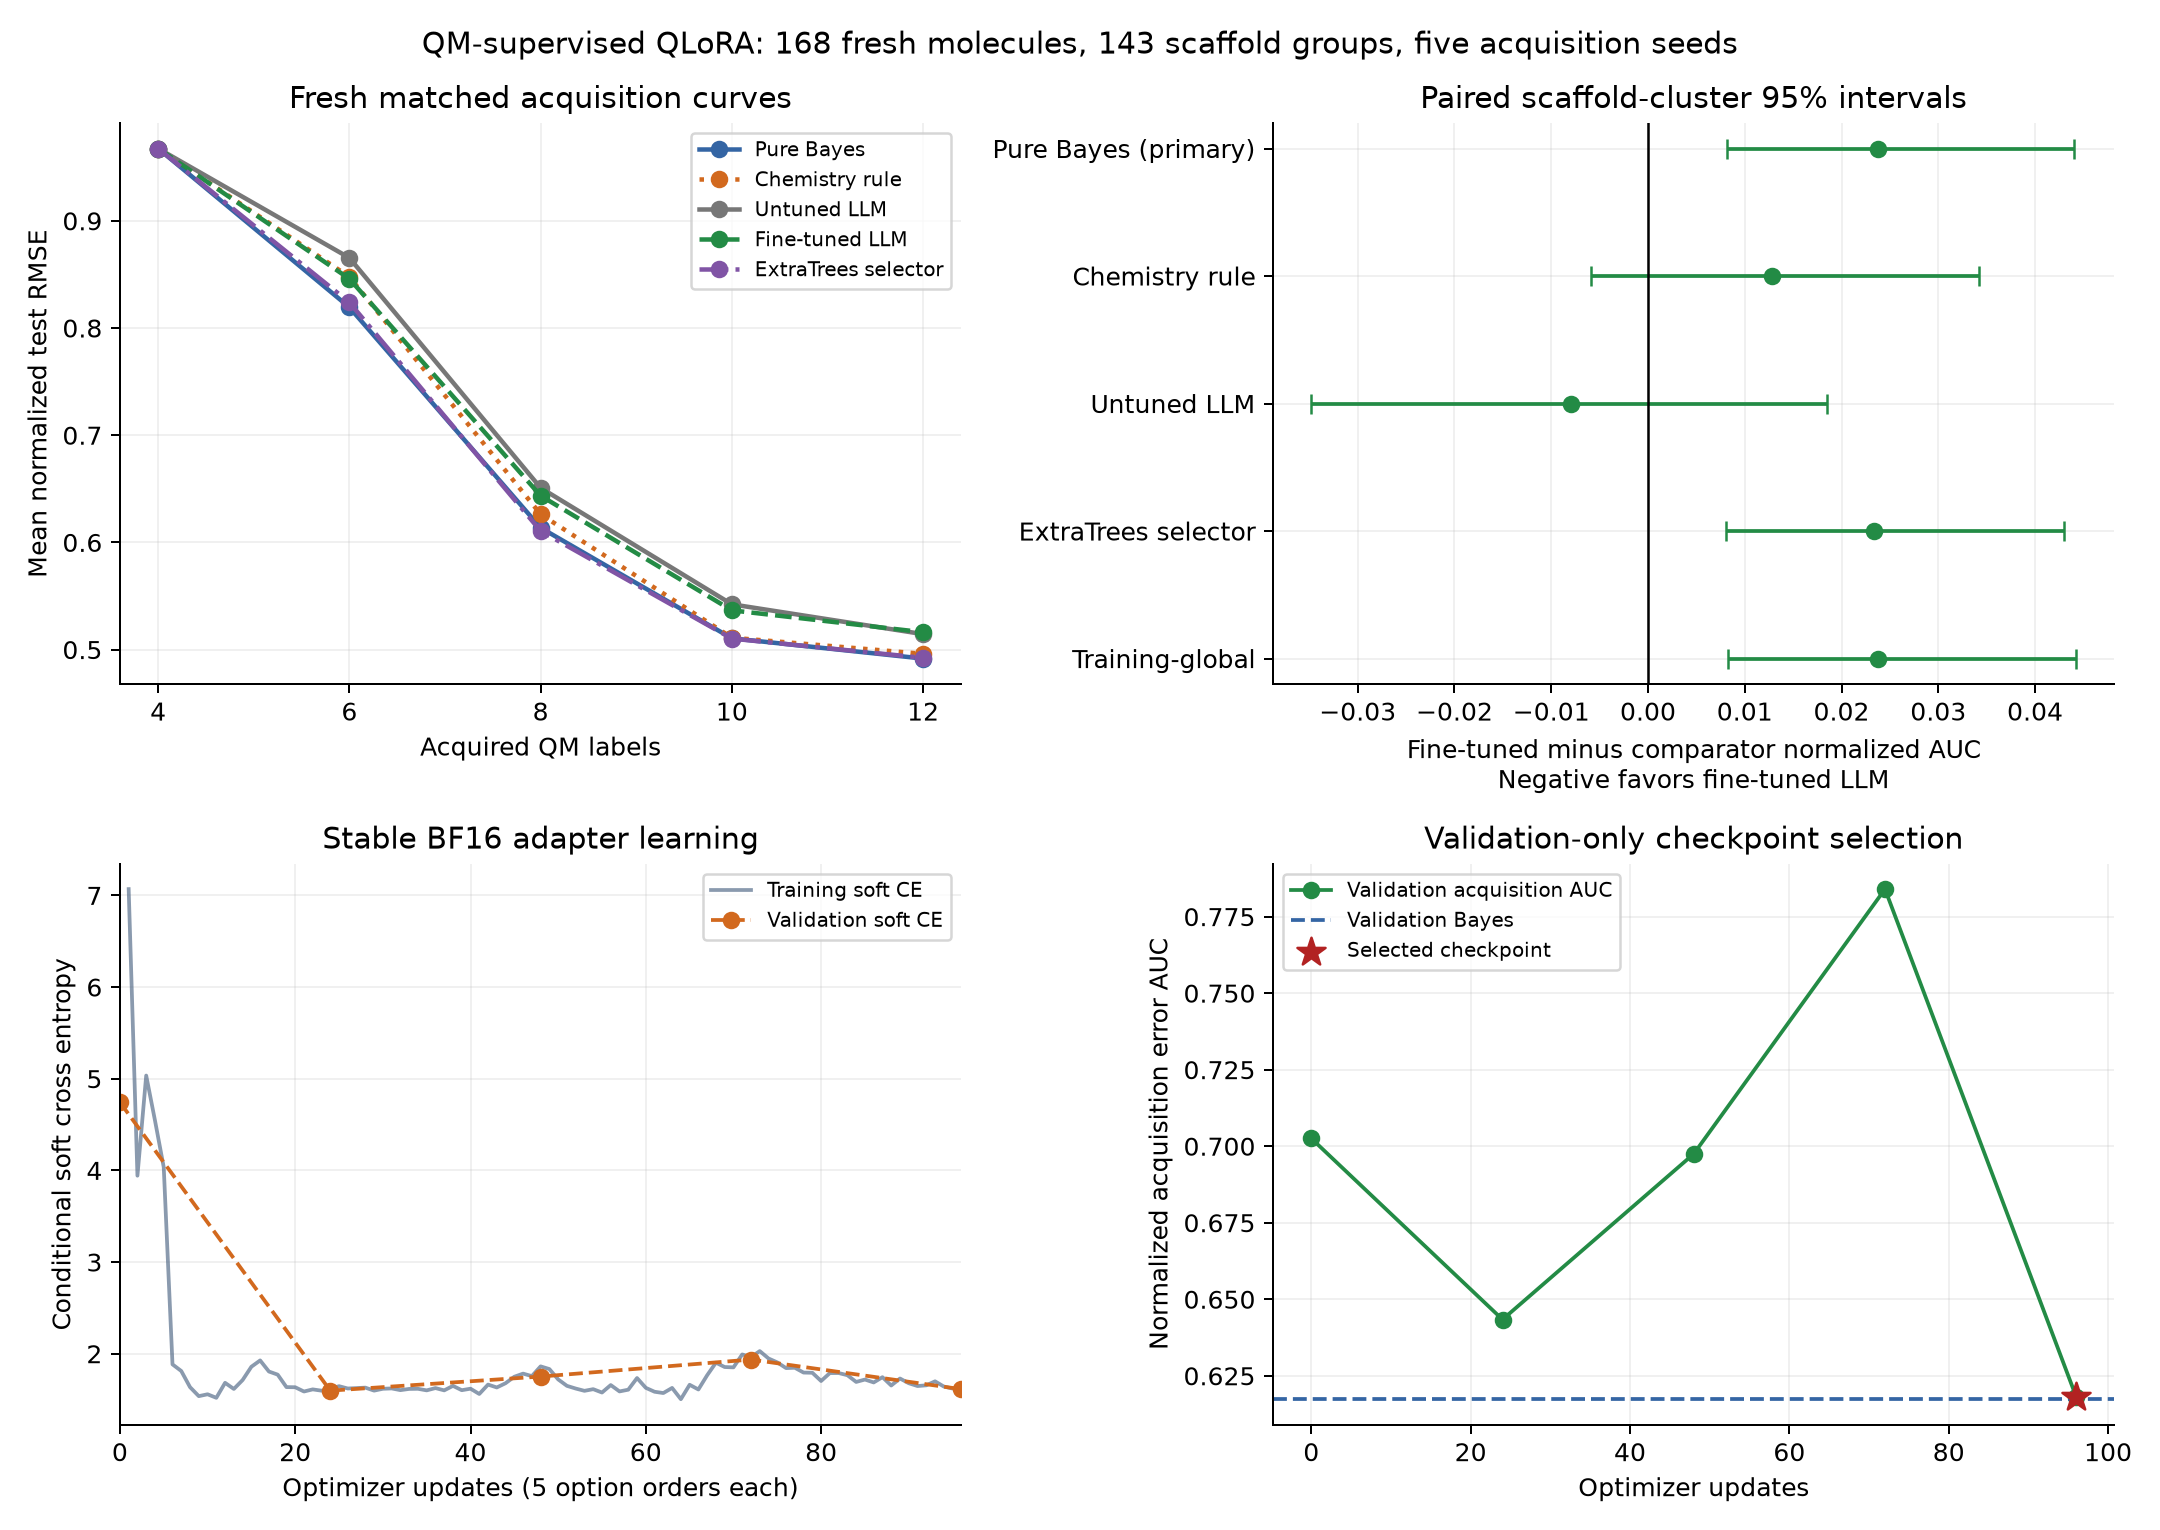 QM-supervised QLoRA: 168 fresh molecules, 143 scaffold groups, five acquisition seeds
Fresh matched acquisition curves
Mean normalized test RMSE
0.9
0.8
0.7
0.6
0.5
Pure Bayes
Chemistry rule
Untuned LLM
Fine-tuned LLM
ExtraTrees selector
4 6 8 10 12
Acquired QM labels
Paired scaffold-cluster 95% intervals
Pure Bayes (primary)
Chemistry rule
Untuned LLM
ExtraTrees selector
Training-global
−0.03 −0.02 −0.01 0.00 0.01 0.02 0.03 0.04
Fine-tuned minus comparator normalized AUC
Negative favors fine-tuned LLM
Stable BF16 adapter learning
Conditional soft cross entropy
7
6
5
4
3
2
Training soft CE
Validation soft CE
0 20 40 60 80
Optimizer updates (5 option orders each)
Validation-only checkpoint selection
Normalized acquisition error AUC
0.775
0.750
0.725
0.700
0.675
0.650
0.625
Validation acquisition AUC
Validation Bayes
Selected checkpoint
0 20 40 60 80 100
Optimizer updates